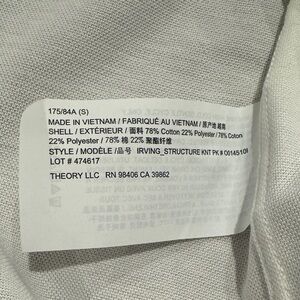 175/84A (S)
MADE IN VIETNAM / FABRIQUÉ AU VIETNAM / 原产地 越南
SHELL / EXTÉRIEUR / 面料 78% Cotton 22% Polyester / 78% Coton
22% Polyester / 78% 棉 22% 聚酯纤维
STYLE / MODÈLE /品号 IRVING_STRUCTURE KNT PK #
LOT # 474617
THEORY LLC RN 98406 CA 39862